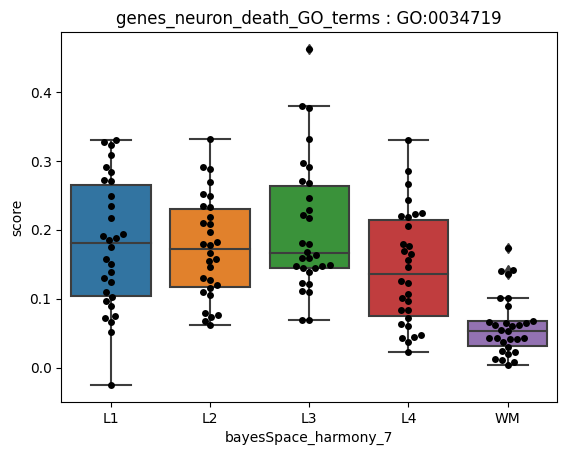 genes_neuron_death_GO_terms : GO:0034719
score
0.4
0.3
0.2
0.1
0.0
L1 L2 L3 L4 WM
bayesSpace_harmony_7